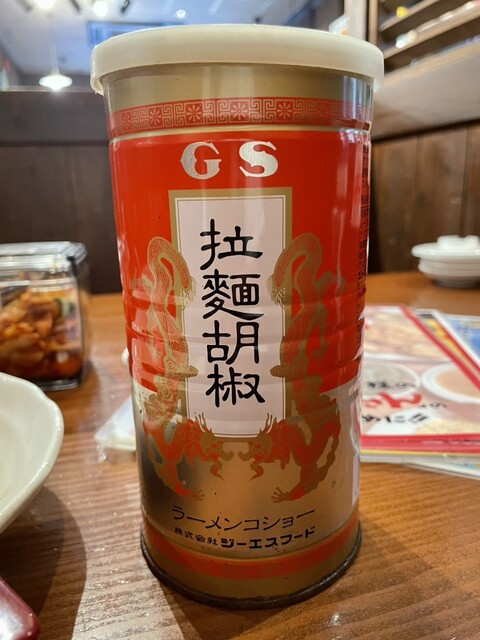 GS
拉麵胡椒
ラーメンコショー
株式会社 ジーエスフード